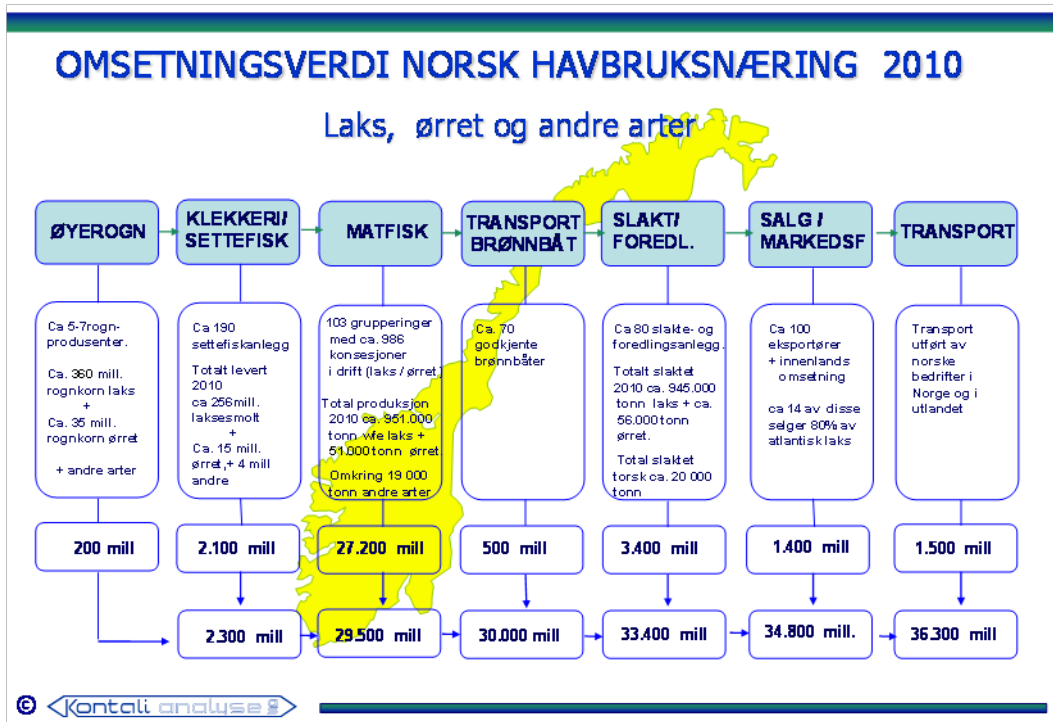 OMSETNINGSVERDI NORSK HAVBRUKSNÆRING 2010
Laks, ørret og andre arter
ØYEROGN
KLEKKERI/
SETTEFISK
MATFISK
TRANSPORT
BRØNNBÅT
SLAKT/
FOREDL.
SALG /
MARKEDSF
TRANSPORT
Ca 5-7rogn-
produsenter.
Ca. 360 mill.
rognkorn laks
+
Ca. 35 mill.
rognkorn ørret
+ andre arter
Ca 190
settefiskanlegg
Totalt levert
2010
ca 256mill.
laksesmolt
+
Ca. 15 mill.
ørret,+ 4 mill
andre
103 grupperinger
med ca. 986
konsesjoner
i drift (laks / ørret.)
Total produksjon
2010 ca. 951.000
tonn wfe laks +
51.000 tonn ørret.
Omkring 19 000
tonn andre arter
Ca. 70
godkjente
brønnbåter
Ca 80 slakte- og
foredlingsanlegg.
Totalt slaktet
2010 ca. 945.000
tonn laks + ca.
56.000 tonn
ørret.
Total slaktet
torsk ca. 20 000
tonn
Ca. 100
eksportører
+ innenlands
omsetning
ca 14 av disse
selger 80% av
atlantisk laks
Transport
utført av
norske
bedrifter i
Norge og i
utlandet
200 mill
2.100 mill
27.200 mill
500 mill
3.400 mill
1.400 mill
1.500 mill
2.300 mill
29.500 mill
30.000 mill
33.400 mill
34.800 mill.
36.300 mill
© Kontali analyse